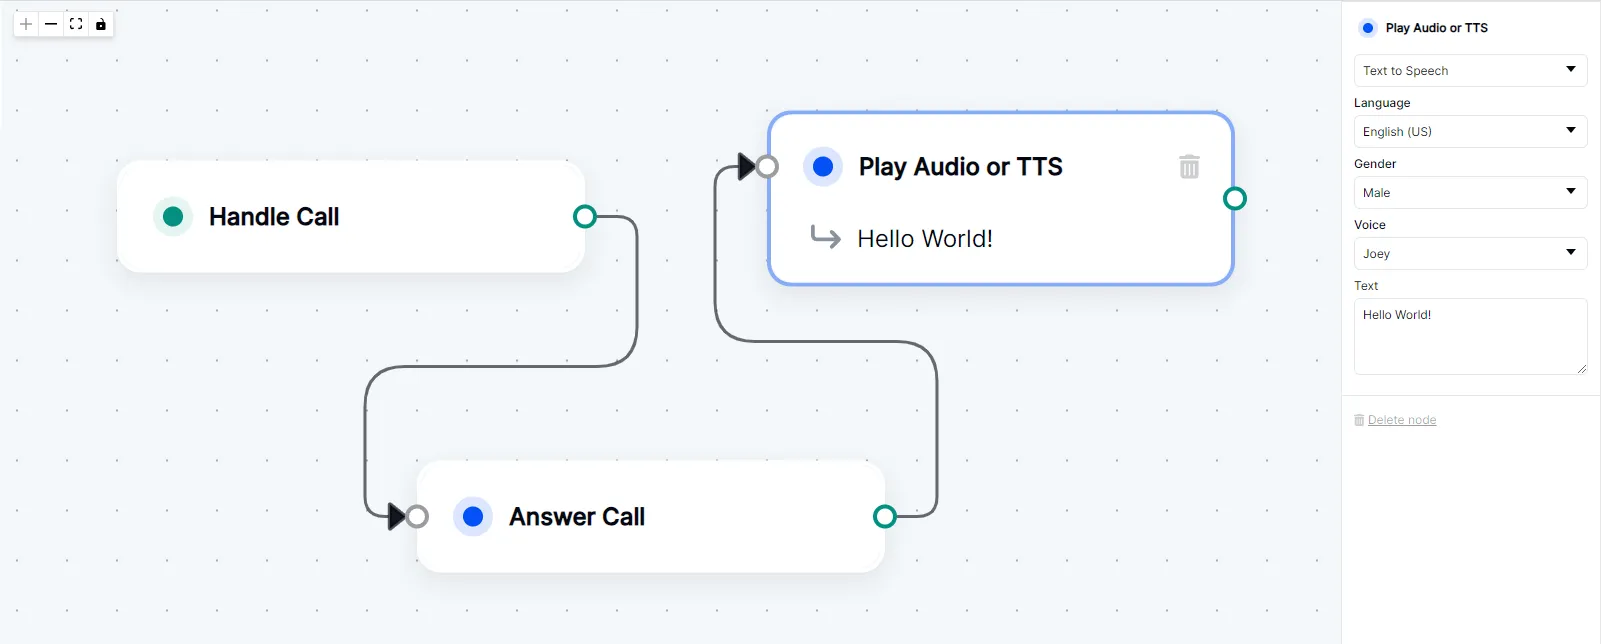 Handle Call
Answer Call
Play Audio or TTS
Hello World!
Play Audio or TTS
Text to Speech
Language
English (US)
Gender
Male
Voice
Joey
Text
Hello World!
Delete node